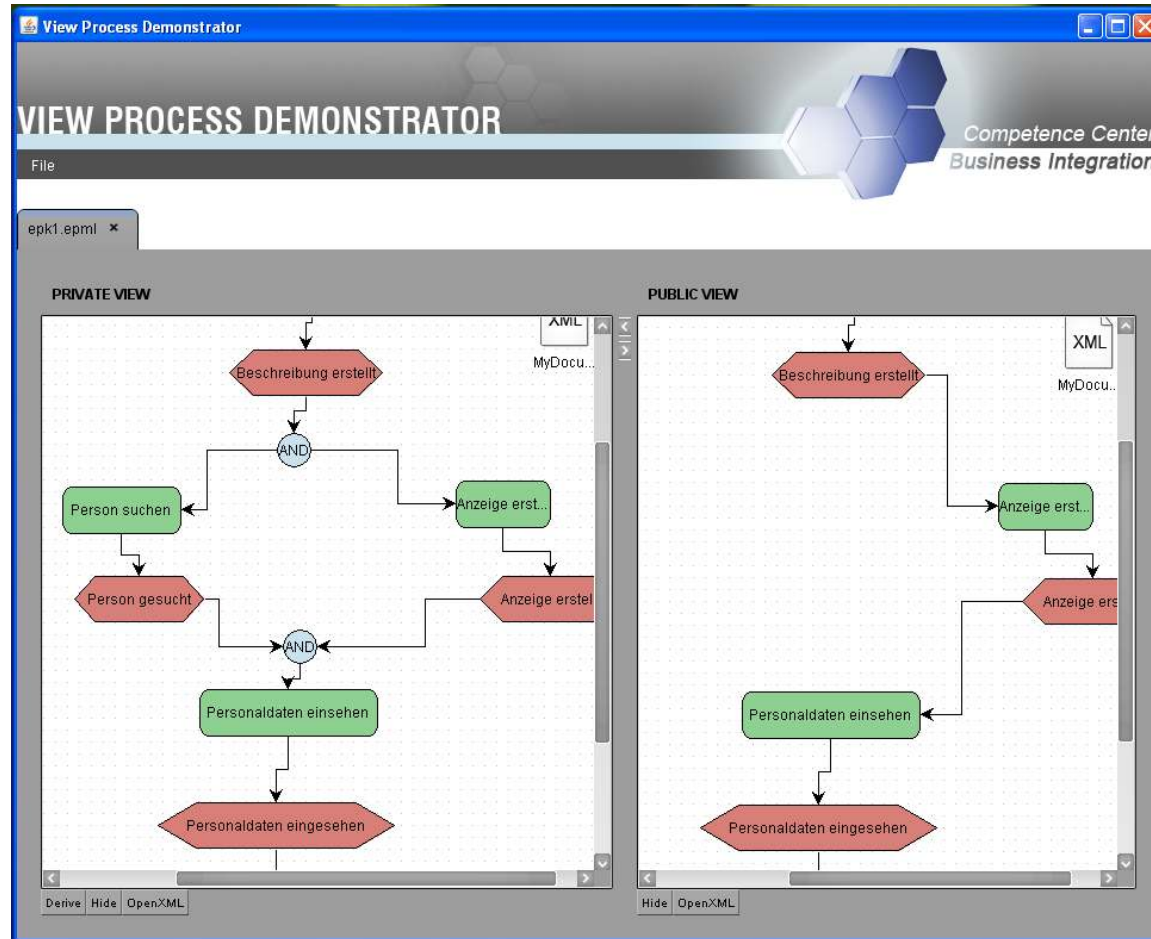 View Process Demonstrator
VIEW PROCESS DEMONSTRATOR
Competence Center
Business Integration
File
epk1.epml ×
PRIVATE VIEW
XML
MyDocu...
Beschreibung erstellt
AND
Person suchen
Anzeige erst...
Person gesucht
Anzeige erstel
AND
Personaldaten einsehen
Personaldaten eingesehen
Derive Hide OpenXML
PUBLIC VIEW
XML
MyDocu..
Beschreibung erstellt
Anzeige erst...
Anzeige ers
Personaldaten einsehen
Personaldaten eingesehen
Hide OpenXML